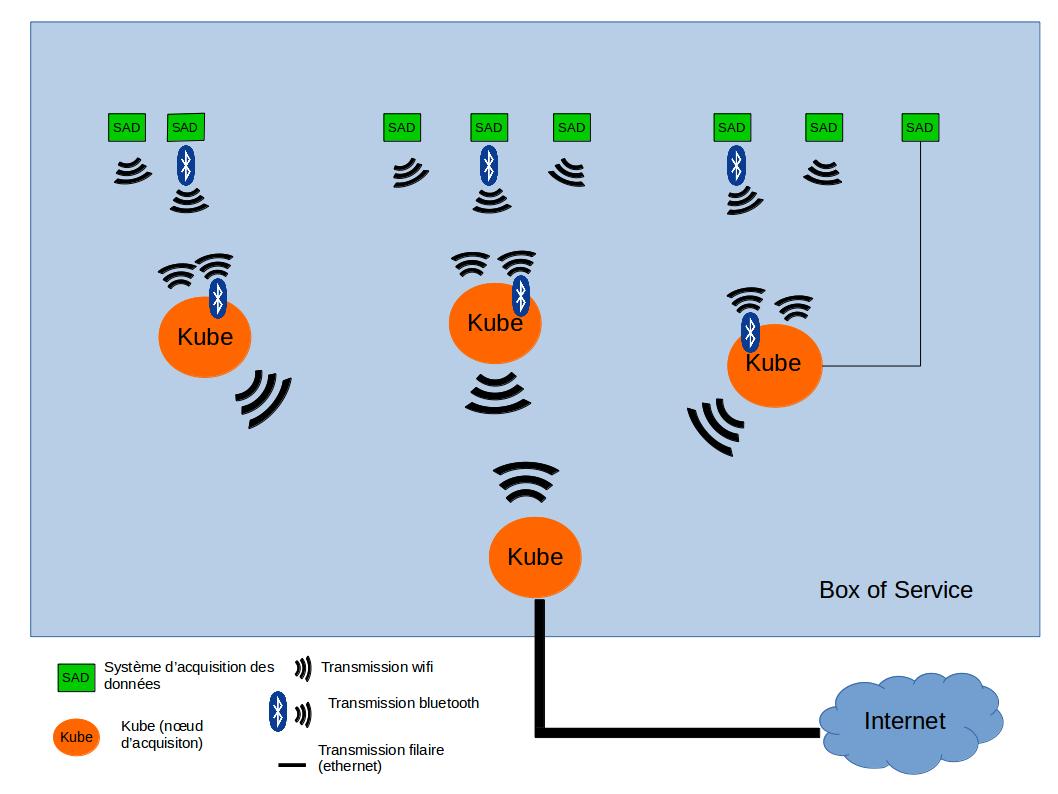 SAD
SAD
SAD
SAD
SAD
SAD
SAD
SAD
Kube
Kube
Kube
Kube
Box of Service
SAD
Système d'acquisition des
données
Kube
Kube (nœud
d'acquisiton)
Transmission wifi
Transmission bluetooth
Transmission filaire
(ethernet)
Internet